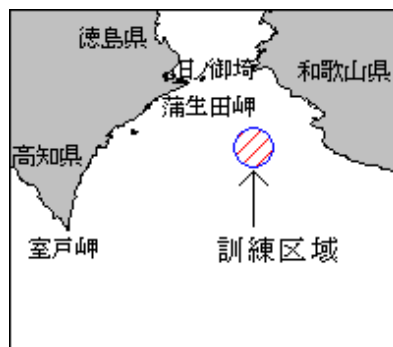 徳島県
日ノ御埼
和歌山県
蒲生田岬
高知県
室戸岬
訓練区域